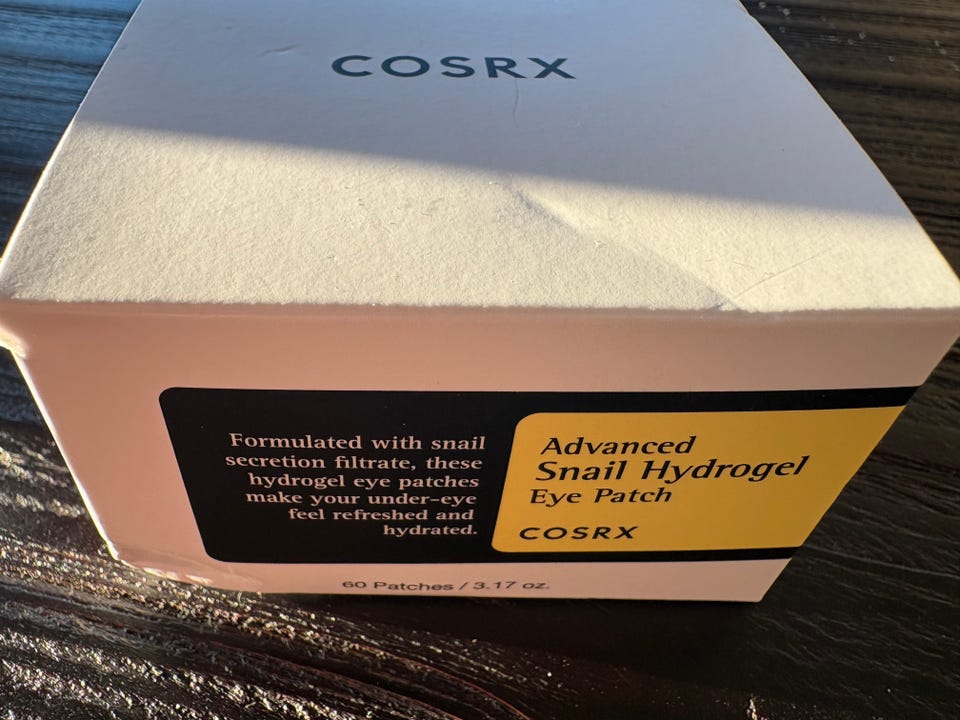 COSRX
Formulated with snail
secretion filtrate, these
hydrogel eye patches
make your under-eye
feel refreshed and
hydrated.
Advanced
Snail Hydrogel
Eye Patch
COSRX
60 Patches / 3.17 oz.